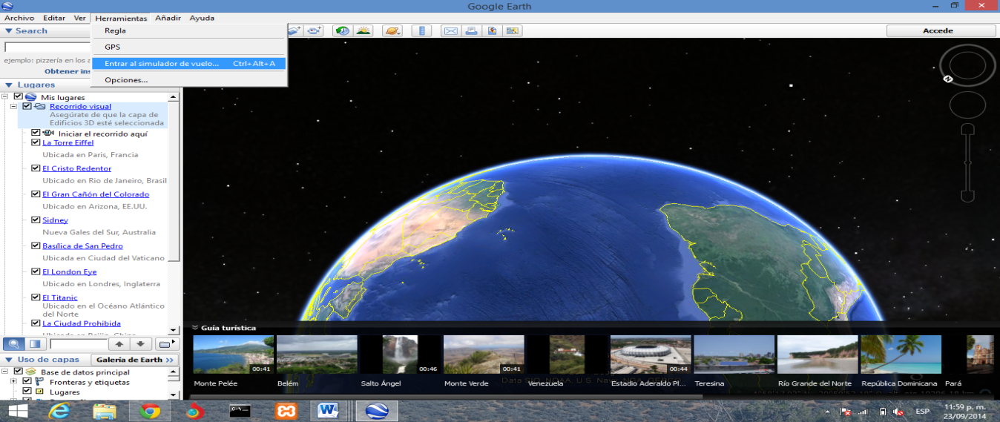 Google Earth
Archivo Editar Ver Herramientas Añadir Ayuda
Search
Regla
GPS
Entrar al simulador de vuelo... Ctrl+Alt+A
Opciones...
Accede
ejemplo: pizzería en los
Obtener
Lugares
Mis lugares
Recorrido visual
Asegúrate de que la capa de
Edificios 3D esté seleccionada
Iniciar el recorrido aquí
La Torre Eiffel
Ubicada en Paris, Francia
El Cristo Redentor
Ubicado en Rio de Janeiro, Brasil
El Gran Cañón del Colorado
Ubicado en Arizona, EE.UU.
Sidney
Nueva Gales del Sur, Australia
Basílica de San Pedro
Ubicada en Ciudad del Vaticano
El London Eye
Ubicada en Londres, Inglaterra
El Titanic
Ubicado en el Océano Atlántico
del Norte
La Ciudad Prohibida
Uso de capas Galería de Earth >>
Base de datos principal
Fronteras y etiquetas
Lugares
Guía turística
00:41 00:46 00:41 00:44
Monte Pelée Belém Salto Ángel Monte Verde Venezuela Estadio Aderaldo Pl... Teresina Río Grande del Norte República Dominicana Pará
Data SIO, NOAA, U.S. Navy, NGA, GEBCO
ESP
11:59 p. m.
23/09/2014